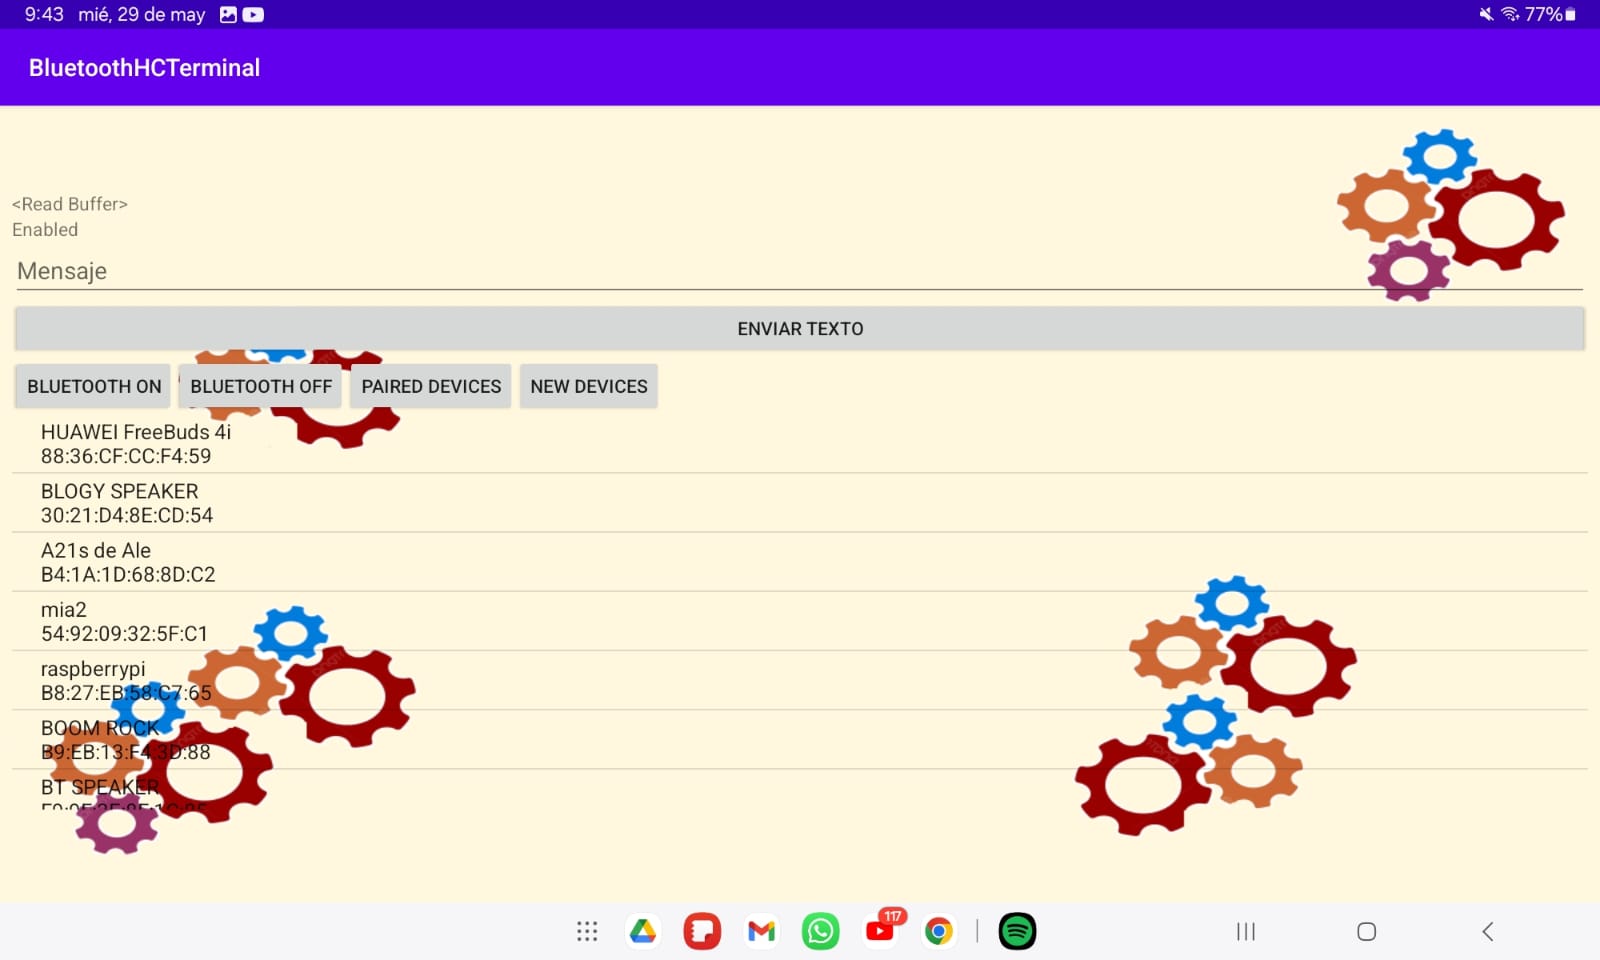 9:43 mié, 29 de may 77%
BluetoothHCTerminal
<Read Buffer>
Enabled
Mensaje
ENVIAR TEXTO
BLUETOOTH ON BLUETOOTH OFF PAIRED DEVICES NEW DEVICES
HUAWEI FreeBuds 4i
88:36:CF:CC:F4:59
BLOGY SPEAKER
30:21:D4:8E:CD:54
A21s de Ale
B4:1A:1D:68:8D:C2
mia2
54:92:09:32:5F:C1
raspberrypi
B8:27:EB:58:C7:65
BOOM ROCK
B9:EB:13:F4:3D:88
BT SPEAKER
117